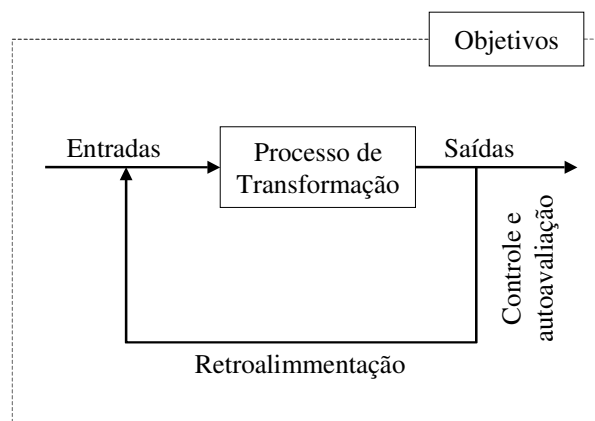 Objetivos
Entradas
Processo de
Transformação
Saídas
Controle e
autoavaliação
Retroalimmentação